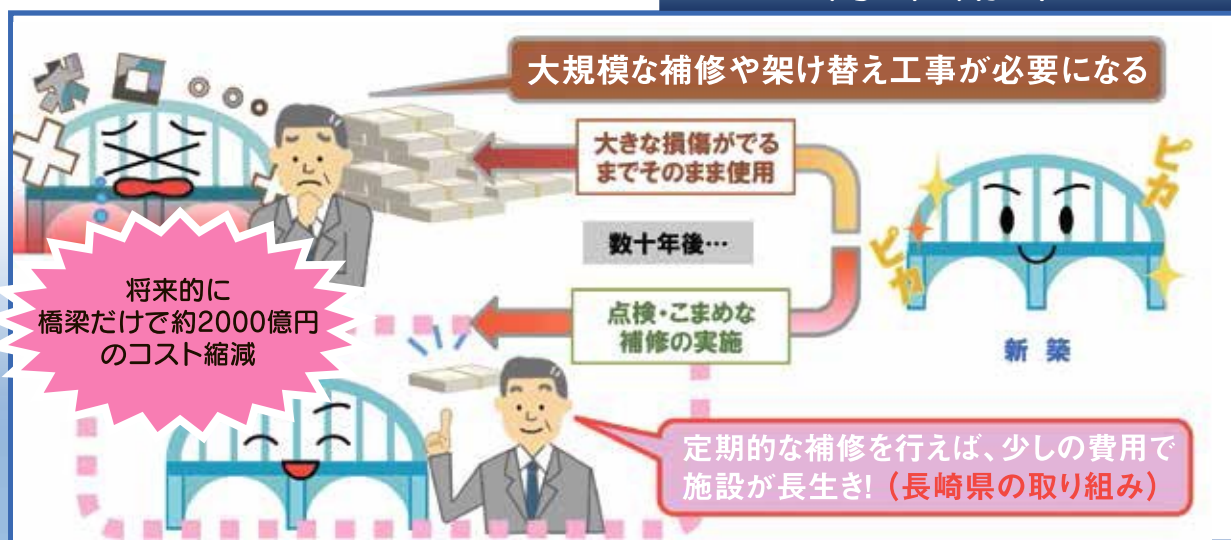 大規模な補修や架け替え工事が必要になる
大きな損傷がでる
までそのまま使用
ピカ
ピカ
数十年後…
将来的に
橋梁だけで約2000億円
のコスト縮減
点検・こまめな
補修の実施
新築
定期的な補修を行えば、少しの費用で
施設が長生き!（長崎県の取り組み）